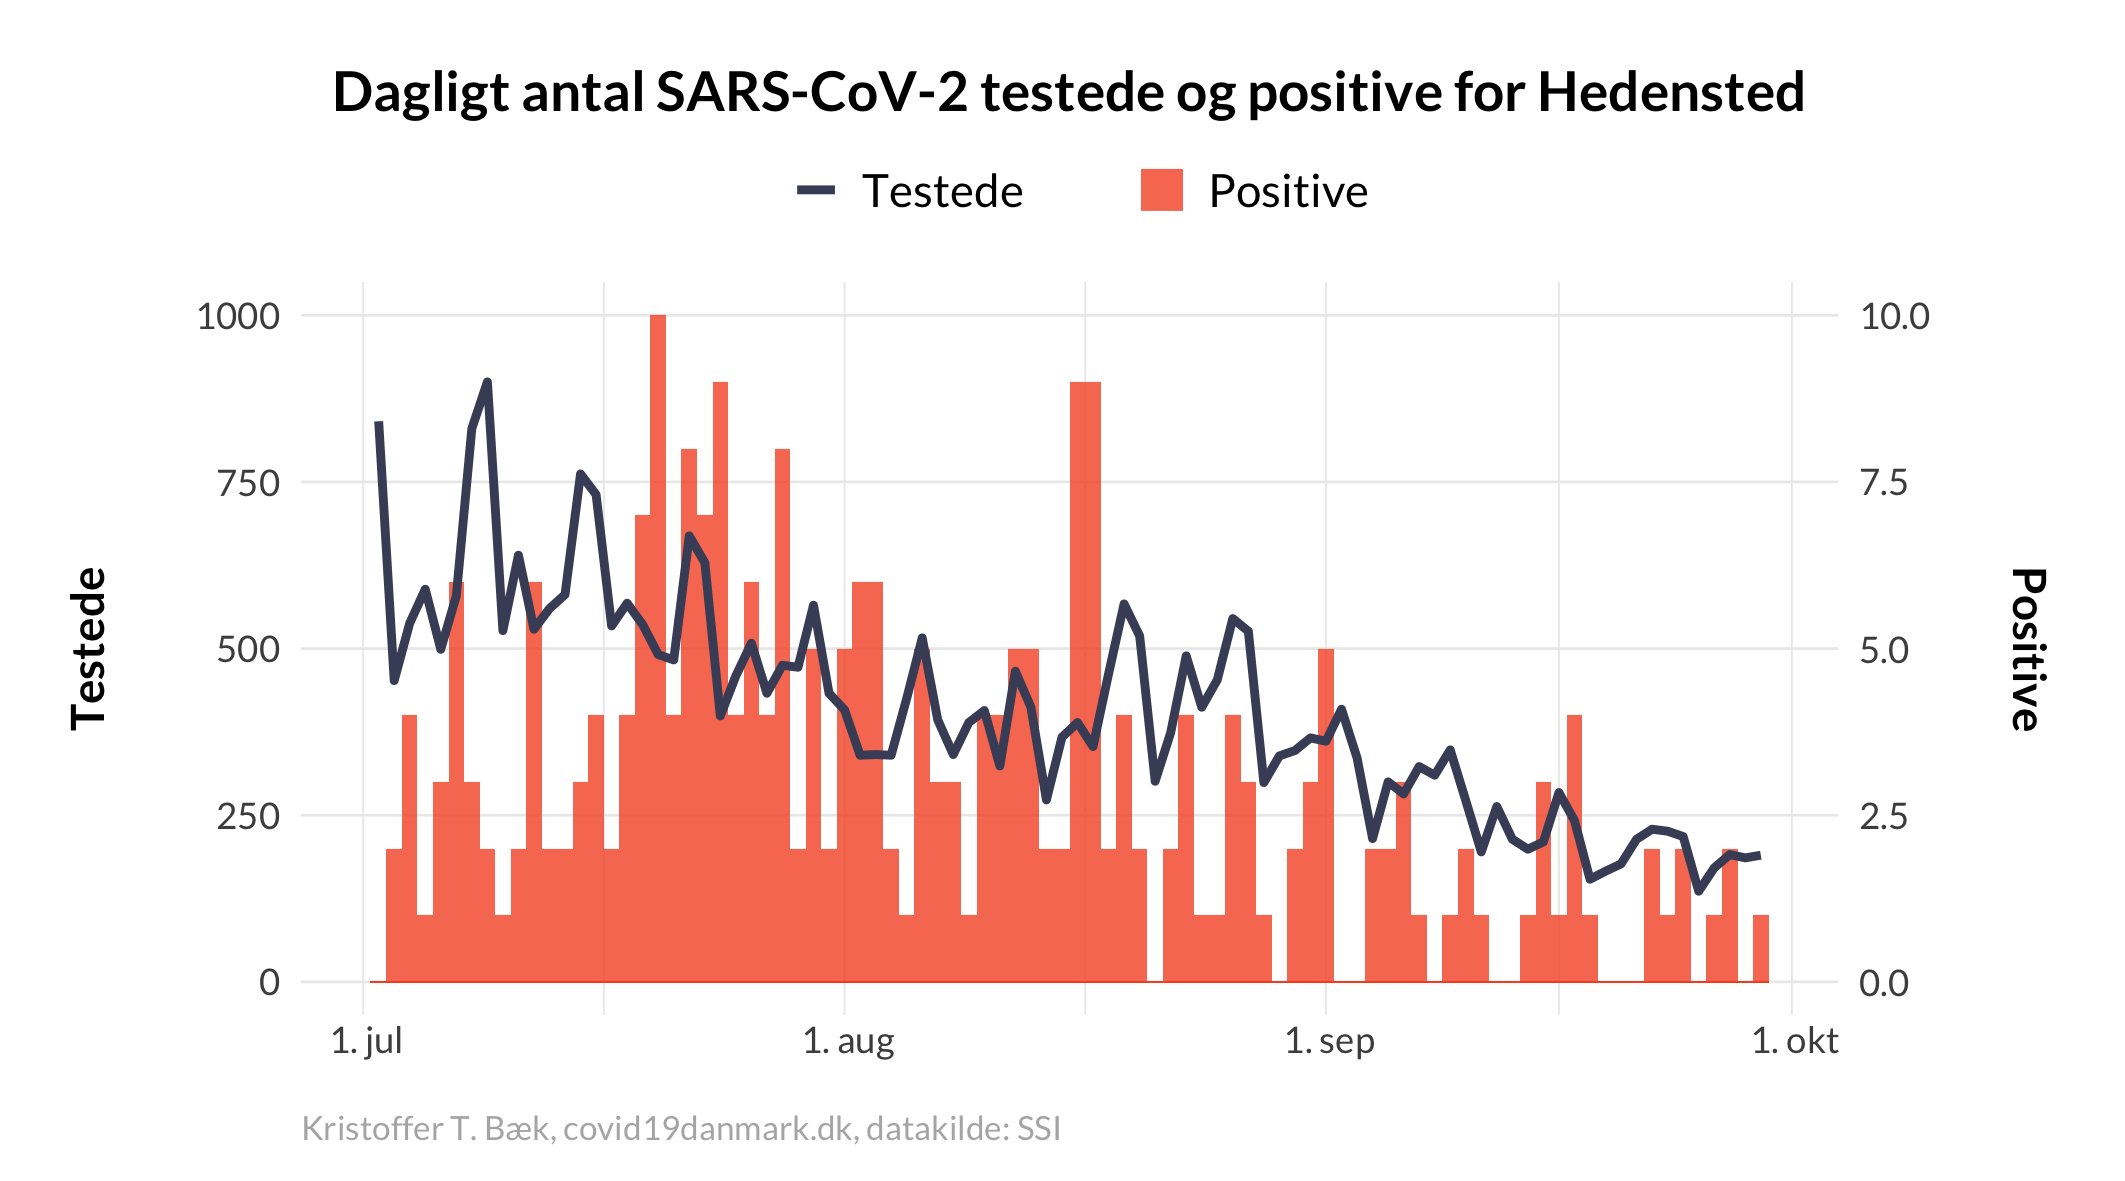 Dagligt antal SARS-CoV-2 testede og positive for Hedensted
Testede Positive
1000 10.0
750 7.5
500 5.0
250 2.5
0 0.0
Testede
Positive
1. jul 1. aug 1. sep 1. okt
Kristoffer T. Bæk, covid19danmark.dk, datakilde: SSI